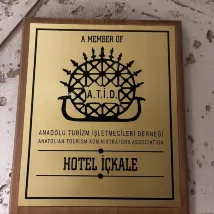 A MEMBER OF
A.T.İ.D.
ANADOLU TURİZM İŞLETMECİLERİ DERNEĞİ
ANATOLIAN TOURISM ADMINISTRATORS ASSOCIATION
HOTEL İÇKALE